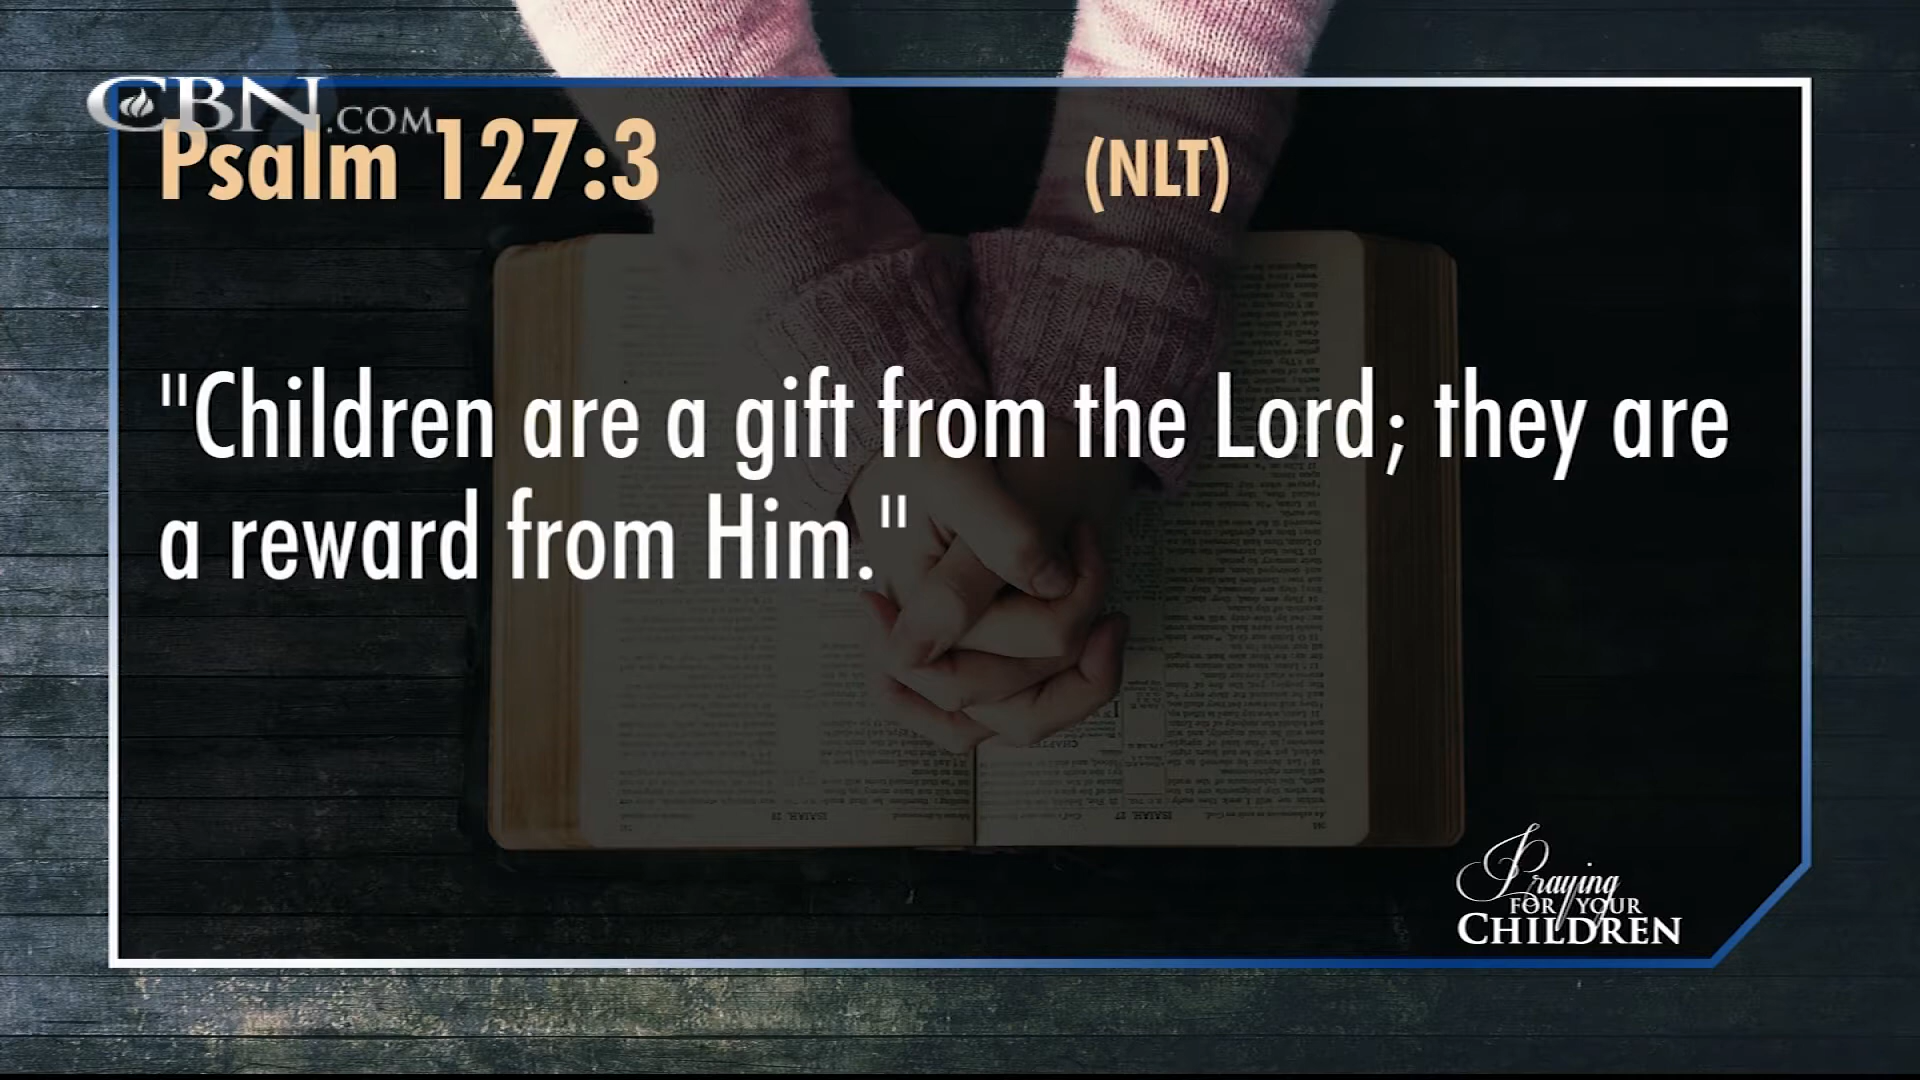 CBN.COM
Psalm 127:3 (NLT)
"Children are a gift from the Lord; they are
a reward from Him."
Praying
FOR YOUR
CHILDREN